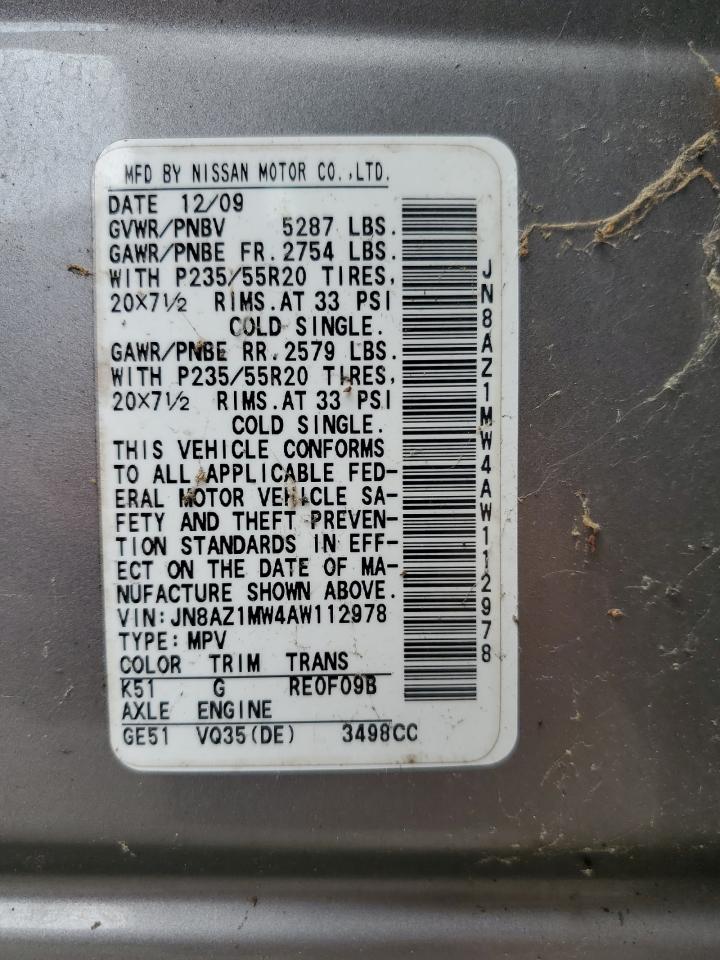 MFD BY NISSAN MOTOR CO.,LTD.
DATE 12/09
GVWR/PNBV 5287 LBS.
GAWR/PNBE FR.2754 LBS.
WITH P235/55R20 TIRES,
20X7½ RIMS.AT 33 PSI
COLD SINGLE.
GAWR/PNBE RR.2579 LBS.
WITH P235/55R20 TIRES,
20X7½ RIMS.AT 33 PSI
COLD SINGLE.
THIS VEHICLE CONFORMS
TO ALL APPLICABLE FED-
ERAL MOTOR VEHICLE SA-
FETY AND THEFT PREVEN-
TION STANDARDS IN EFF-
ECT ON THE DATE OF MA-
NUFACTURE SHOWN ABOVE.
VIN:JN8AZ1MW4AW112978
TYPE:MPV
COLOR TRIM TRANS
K51 G RE0F09B
AXLE ENGINE
GE51 VQ35(DE) 3498CC
JN8AZ1MW4AW112978